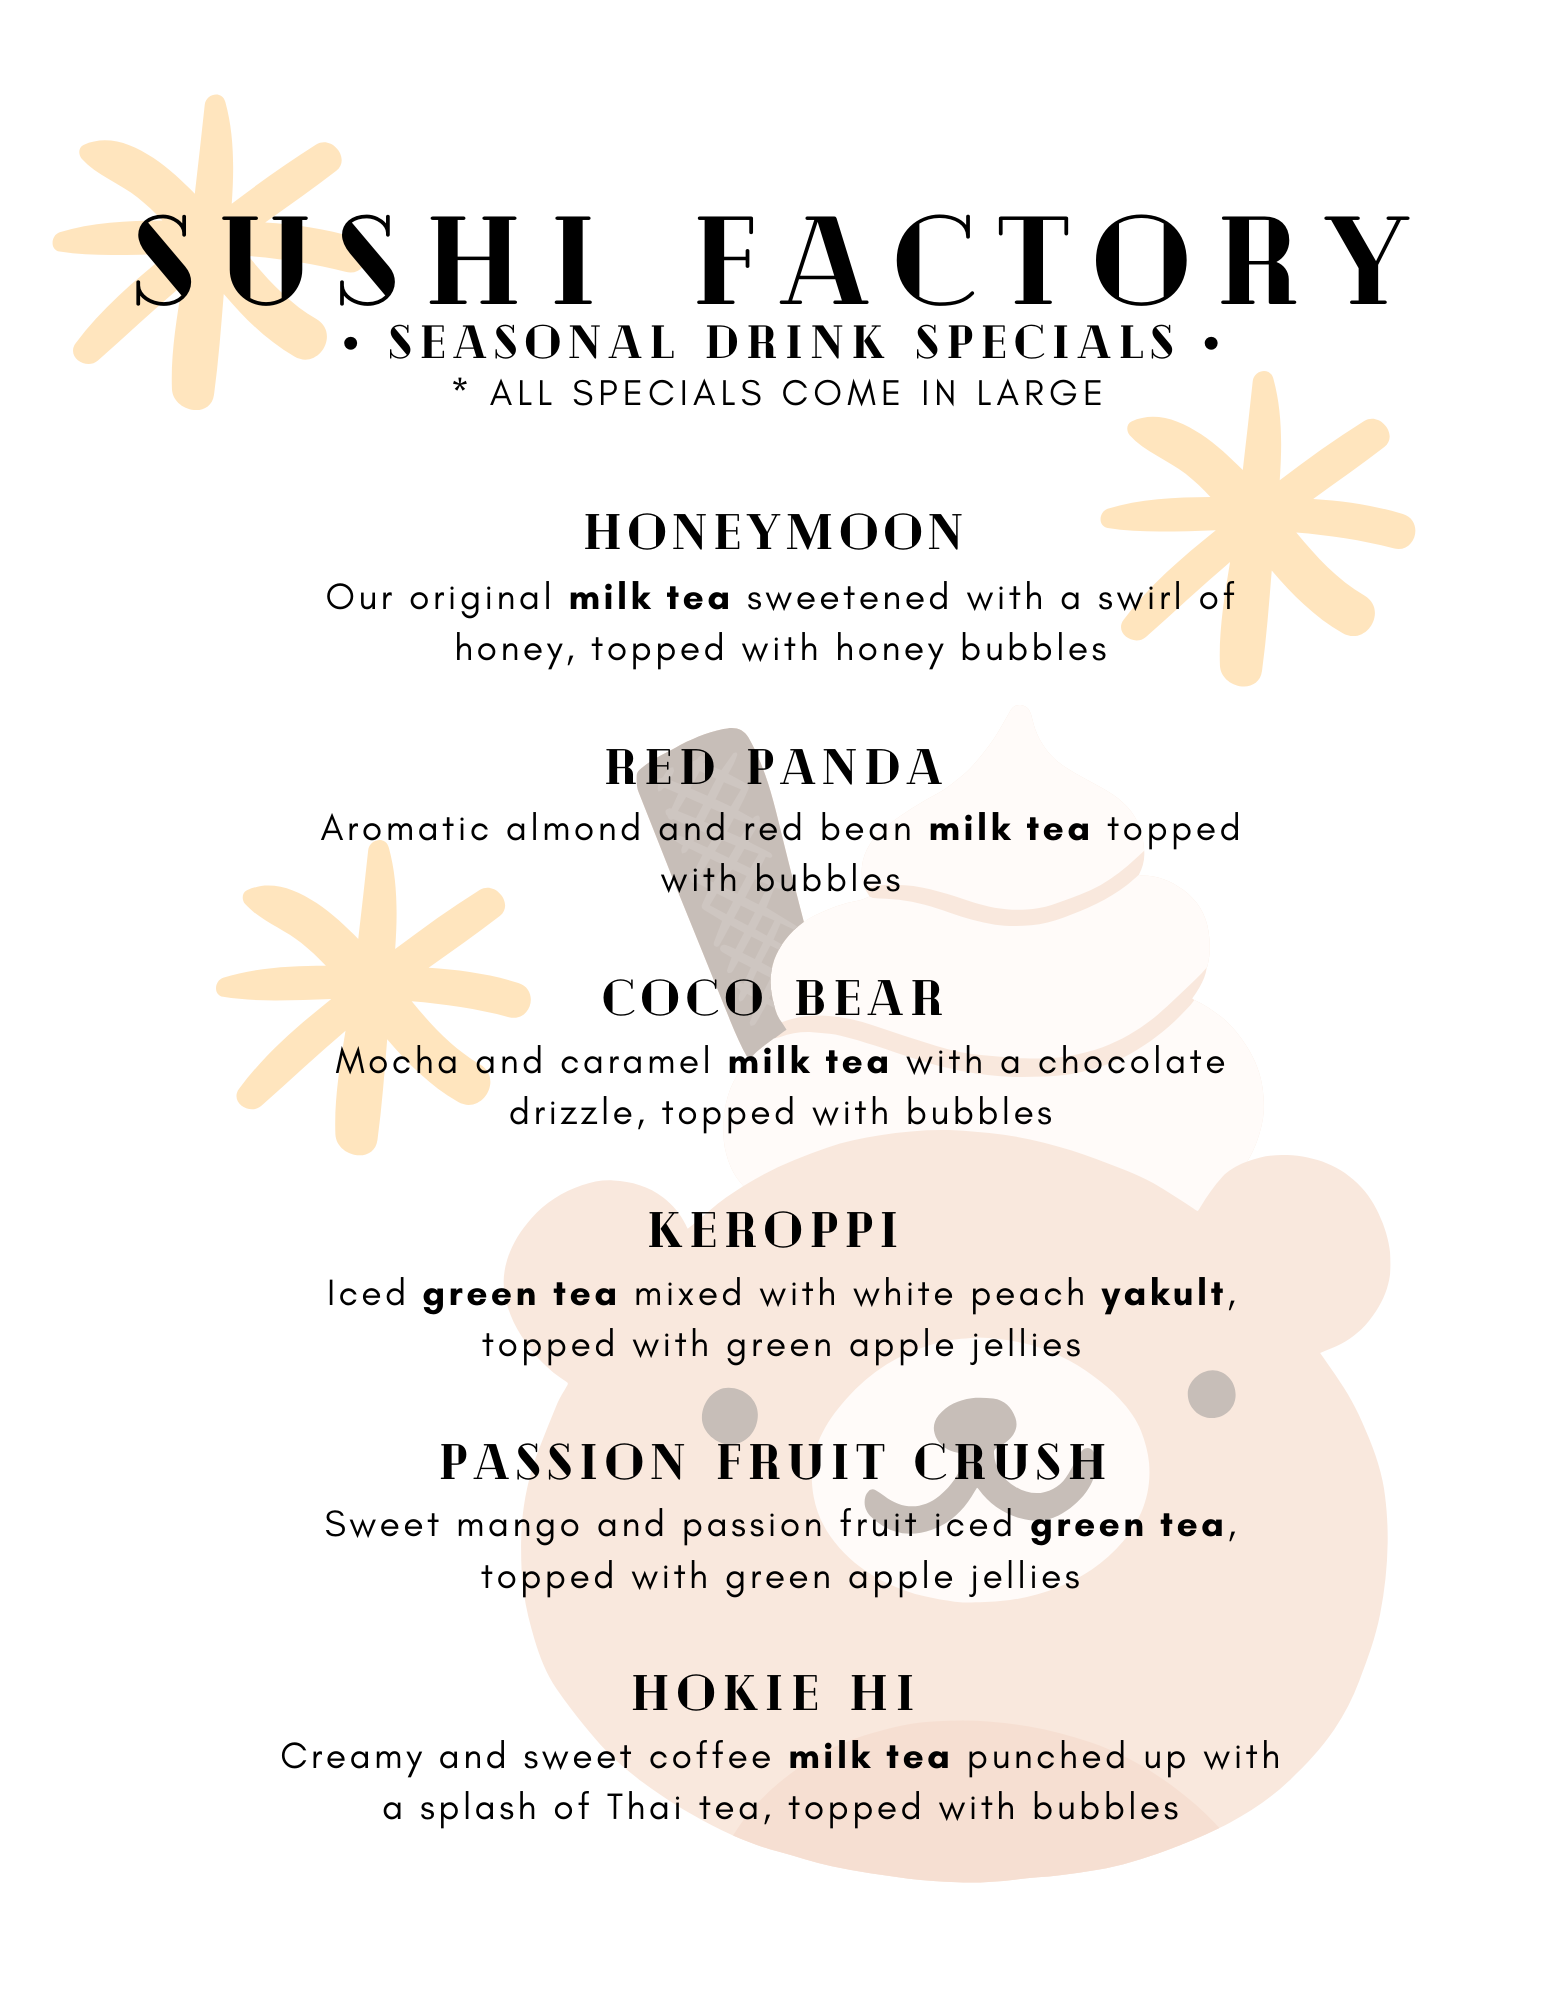 SUSHI FACTORY
• SEASONAL DRINK SPECIALS •
* ALL SPECIALS COME IN LARGE
HONEYMOON
Our original milk tea sweetened with a swirl of
honey, topped with honey bubbles
RED PANDA
Aromatic almond and red bean milk tea topped
with bubbles
COCO BEAR
Mocha and caramel milk tea with a chocolate
drizzle, topped with bubbles
KEROPPI
Iced green tea mixed with white peach yakult,
topped with green apple jellies
PASSION FRUIT CRUSH
Sweet mango and passion fruit iced green tea,
topped with green apple jellies
HOKIE HI
Creamy and sweet coffee milk tea punched up with
a splash of Thai tea, topped with bubbles